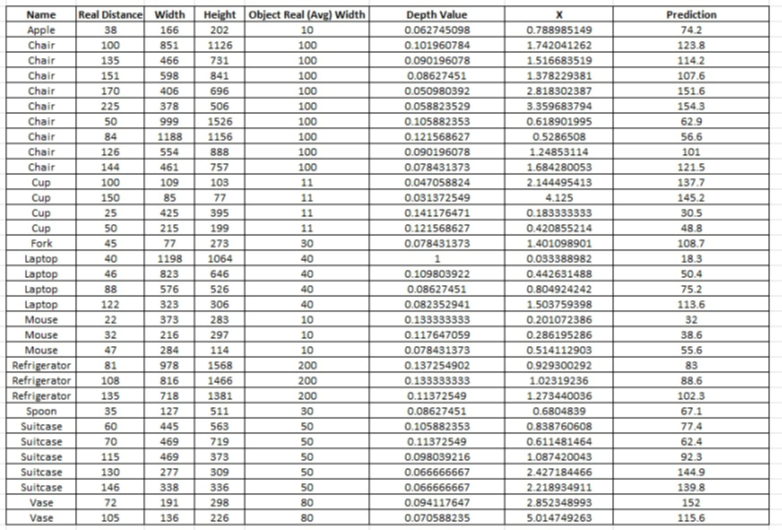 Name Real Distance Width Height Object Real (Avg) Width Depth Value X Prediction
Apple 38 166 202 10 0.062745098 0.788985149 74.2
Chair 100 851 1126 100 0.101960784 1.742041262 123.8
Chair 135 466 731 100 0.090196078 1.516683519 114.2
Chair 151 598 841 100 0.08627451 1.378229381 107.6
Chair 170 406 696 100 0.050980392 2.818302387 151.6
Chair 225 378 506 100 0.058823529 3.359683794 154.3
Chair 50 999 1526 100 0.105882353 0.618901995 62.9
Chair 84 1188 1156 100 0.121568627 0.5286508 56.6
Chair 126 554 888 100 0.090196078 1.24853114 101
Chair 144 461 757 100 0.078431373 1.684280053 121.5
Cup 100 109 103 11 0.047058824 2.144495413 137.7
Cup 150 85 77 11 0.031372549 4.125 145.2
Cup 25 425 395 11 0.141176471 0.183333333 30.5
Cup 50 215 199 11 0.121568627 0.420855214 48.8
Fork 45 77 273 30 0.078431373 1.401098901 108.7
Laptop 40 1198 1064 40 1 0.033388982 18.3
Laptop 46 823 646 40 0.109803922 0.442631488 50.4
Laptop 88 576 526 40 0.08627451 0.804924242 75.2
Laptop 122 323 306 40 0.082352941 1.503759398 113.6
Mouse 22 373 283 10 0.133333333 0.201072386 32
Mouse 32 216 297 10 0.117647059 0.286195286 38.6
Mouse 47 284 114 10 0.078431373 0.514112903 55.6
Refrigerator 81 978 1568 200 0.137254902 0.929300292 83
Refrigerator 108 816 1466 200 0.133333333 1.02319236 88.6
Refrigerator 135 718 1381 200 0.11372549 1.273440036 102.3
Spoon 35 127 511 30 0.08627451 0.6804839 67.1
Suitcase 60 445 563 50 0.105882353 0.838760608 77.4
Suitcase 70 469 719 50 0.11372549 0.611481464 62.4
Suitcase 115 469 373 50 0.098039216 1.087420043 92.3
Suitcase 130 277 309 50 0.066666667 2.427184466 144.9
Suitcase 146 338 336 50 0.066666667 2.218934911 139.8
Vase 72 191 298 80 0.094117647 2.852348993 152
Vase 105 136 226 80 0.070588235 5.014749263 115.6